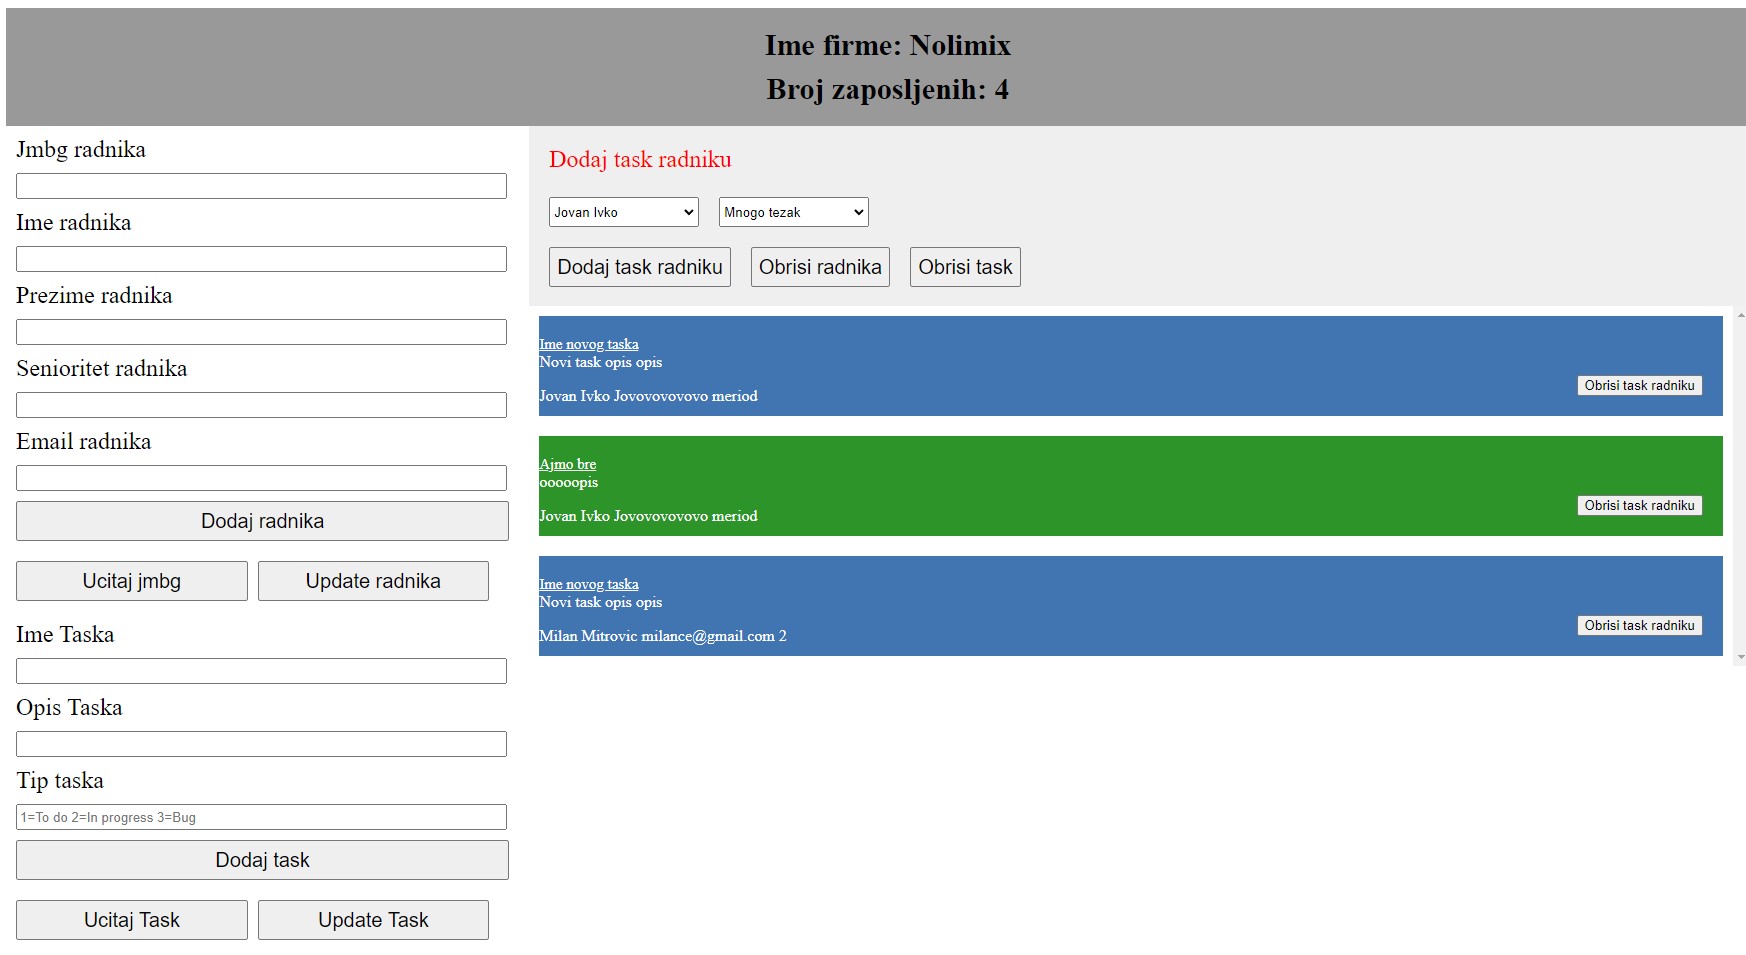 Ime firme: Nolimix
Broj zaposljenih: 4
Jmbg radnika
Ime radnika
Prezime radnika
Senioritet radnika
Email radnika
Dodaj radnika
Ucitaj jmbg Update radnika
Ime Taska
Opis Taska
Tip taska
1=To do 2=In progress 3=Bug
Dodaj task
Ucitaj Task Update Task
Dodaj task radniku
Jovan Ivko Mnogo tezak
Dodaj task radniku Obrisi radnika Obrisi task
Ime novog taska
Novi task opis opis
Jovan Ivko Jovovovovovo meriod
Obrisi task radniku
Ajmo bre
ooooopis
Jovan Ivko Jovovovovovo meriod
Obrisi task radniku
Ime novog taska
Novi task opis opis
Milan Mitrovic milance@gmail.com 2
Obrisi task radniku